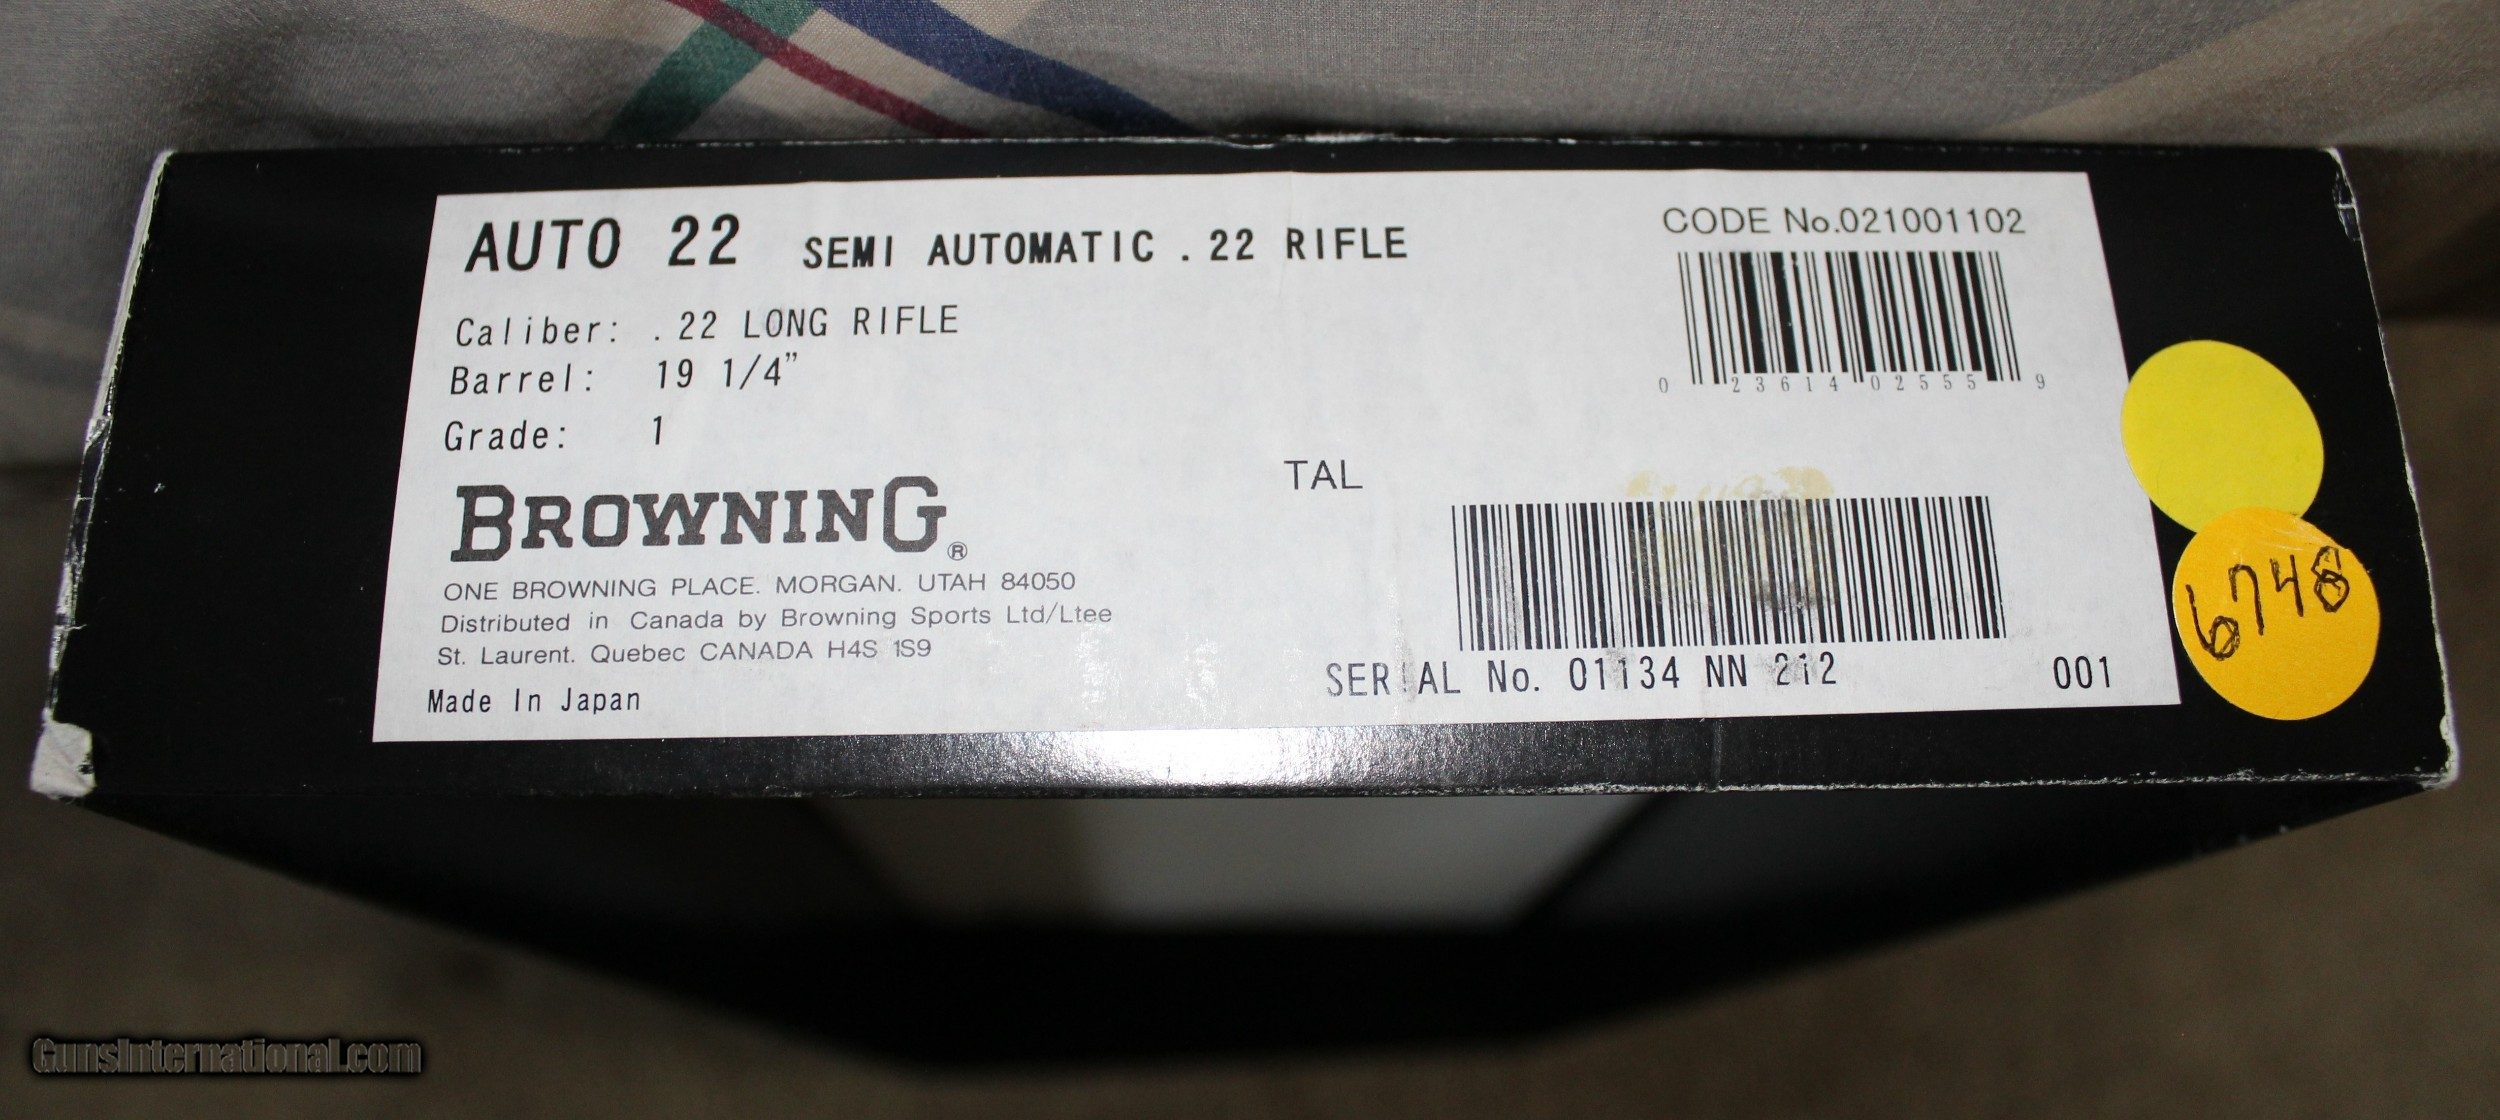 AUTO 22 SEMI AUTOMATIC .22 RIFLE
CODE No.021001102
Caliber: .22 LONG RIFLE
Barrel: 19 1/4”
Grade: 1
0 23614 02555 9
BROWNING®
TAL
ONE BROWNING PLACE. MORGAN. UTAH 84050
Distributed in Canada by Browning Sports Ltd/Ltee
St. Laurent. Quebec CANADA H4S 1S9
Made In Japan
SERIAL No. 01134 NN 212
001
6748
GunsInternational.com